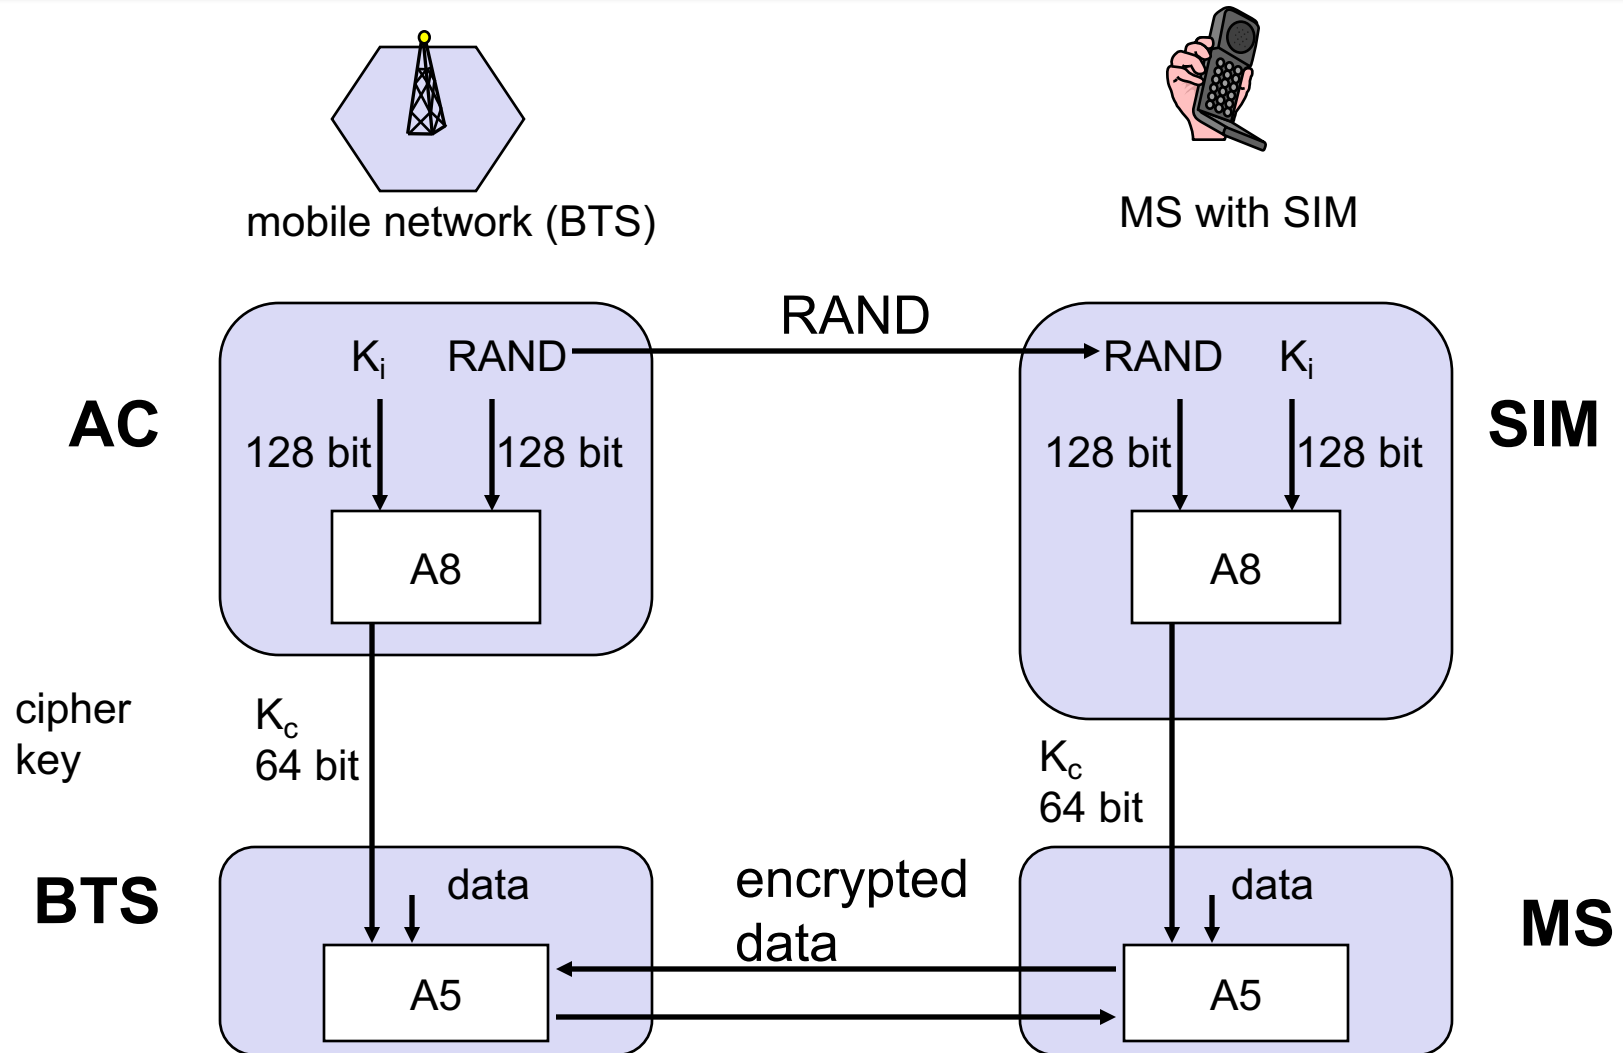 mobile network (BTS)
MS with SIM
RAND
Ki RAND
RAND Ki
AC
SIM
128 bit 128 bit
128 bit 128 bit
A8
A8
cipher
key
Kc
64 bit
Kc
64 bit
BTS
MS
data
encrypted
data
data
A5
A5